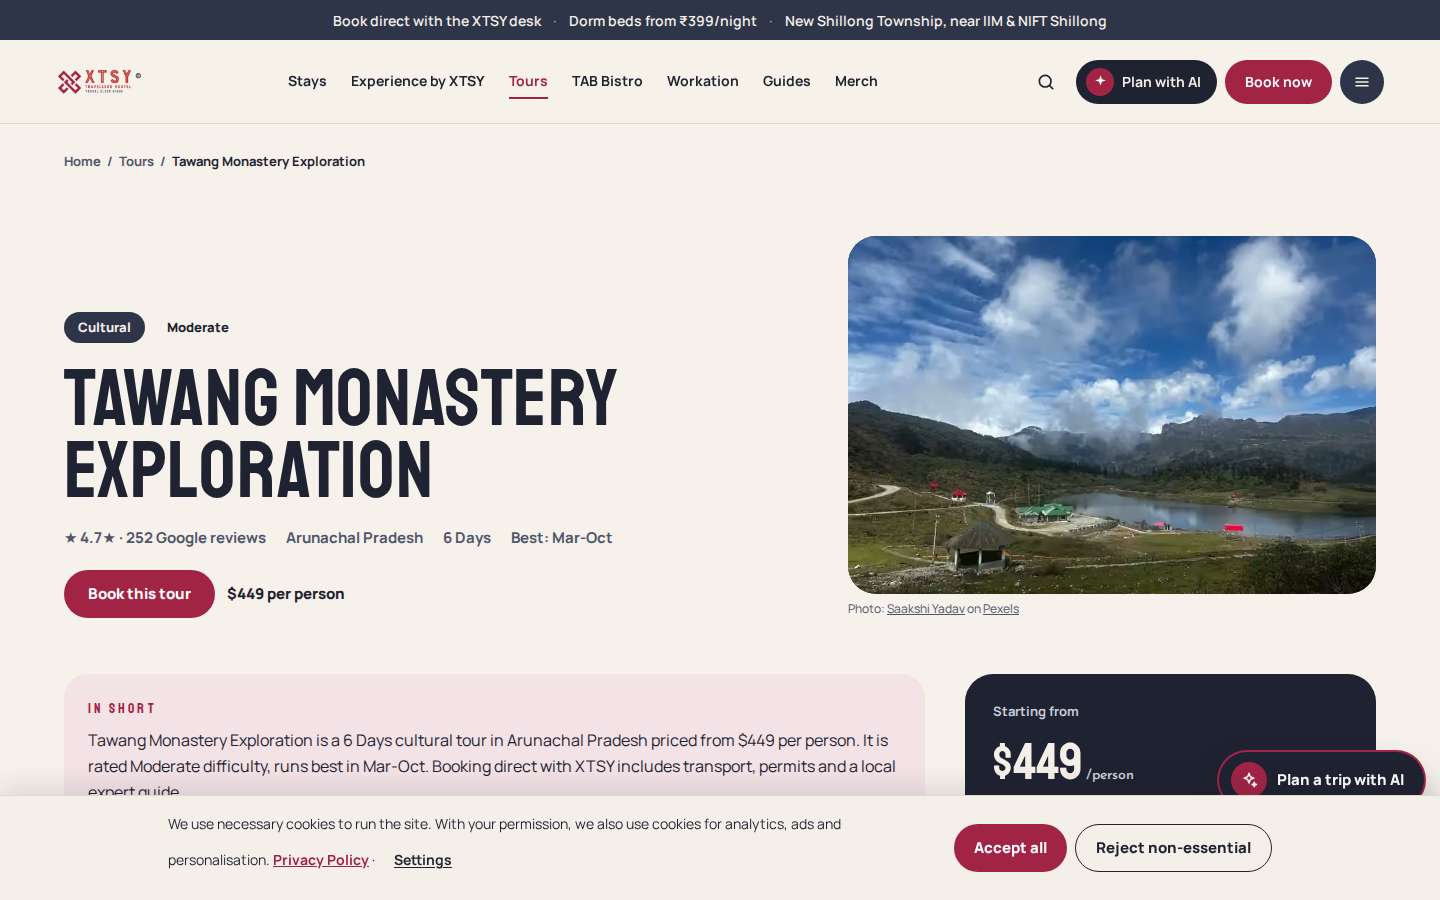 Book direct with the XTSY desk · Dorm beds from ₹399/night · New Shillong Township, near IIM & NIFT Shillong
XTSY
Stays Experience by XTSY Tours TAB Bistro Workation Guides Merch
Plan with AI
Book now
Home / Tours / Tawang Monastery Exploration
Cultural Moderate
TAWANG MONASTERY
EXPLORATION
★ 4.7★ · 252 Google reviews Arunachal Pradesh 6 Days Best: Mar-Oct
Book this tour $449 per person
Photo: Saakshi Yadav on Pexels
IN SHORT
Tawang Monastery Exploration is a 6 Days cultural tour in Arunachal Pradesh priced from $449 per person. It is
rated Moderate difficulty, runs best in Mar-Oct. Booking direct with XTSY includes transport, permits and a local
expert guide.
Starting from
$449 /person
Plan a trip with AI
We use necessary cookies to run the site. With your permission, we also use cookies for analytics, ads and
personalisation. Privacy Policy · Settings
Accept all
Reject non-essential